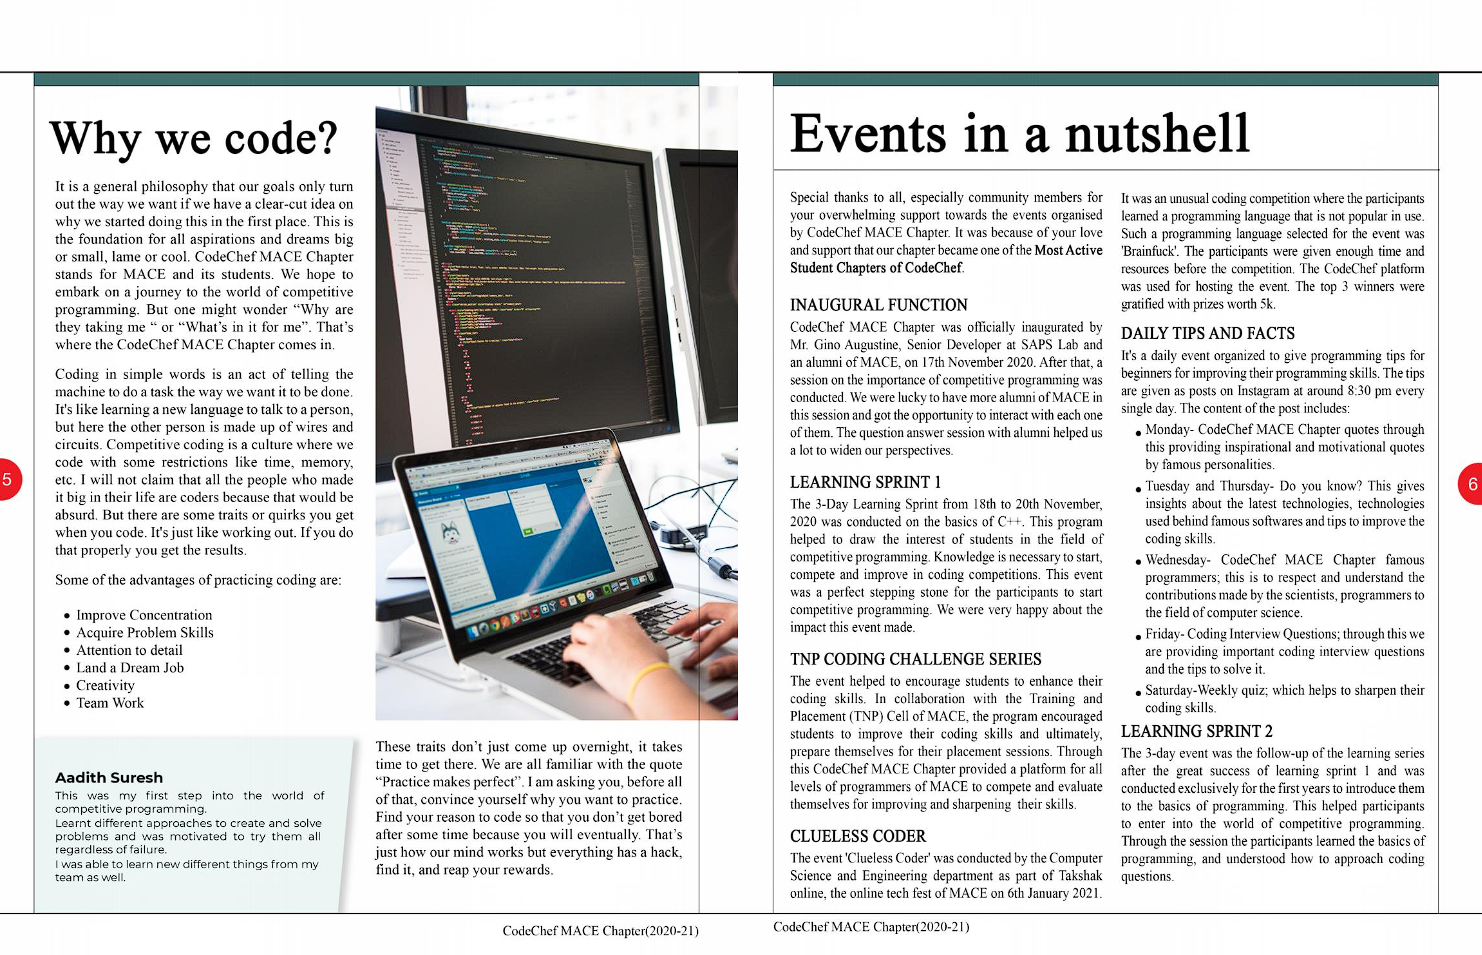 Why we code?
It is a general philosophy that our goals only turn
out the way we want if we have a clear-cut idea on
why we started doing this in the first place. This is
the foundation for all aspirations and dreams big
or small, lame or cool. CodeChef MACE Chapter
stands for MACE and its students. We hope to
embark on a journey to the world of competitive
programming. But one might wonder “Why are
they taking me “ or “What’s in it for me”. That’s
where the CodeChef MACE Chapter comes in.
Coding in simple words is an act of telling the
machine to do a task the way we want it to be done.
It's like learning a new language to talk to a person,
but here the other person is made up of wires and
circuits. Competitive coding is a culture where we
code with some restrictions like time, memory,
etc. I will not claim that all the people who made
it big in their life are coders because that would be
absurd. But there are some traits or quirks you get
when you code. It's just like working out. If you do
that properly you get the results.
Some of the advantages of practicing coding are:
• Improve Concentration
• Acquire Problem Skills
• Attention to detail
• Land a Dream Job
• Creativity
• Team Work
5
Aadith Suresh
This was my first step into the world of
competitive programming.
Learnt different approaches to create and solve
problems and was motivated to try them all
regardless of failure.
I was able to learn new different things from my
team as well.
These traits don’t just come up overnight, it takes
time to get there. We are all familiar with the quote
“Practice makes perfect”. I am asking you, before all
of that, convince yourself why you want to practice.
Find your reason to code so that you don’t get bored
after some time because you will eventually. That’s
just how our mind works but everything has a hack,
find it, and reap your rewards.
CodeChef MACE Chapter(2020-21)
Events in a nutshell
Special thanks to all, especially community members for
your overwhelming support towards the events organised
by CodeChef MACE Chapter. It was because of your love
and support that our chapter became one of the Most Active
Student Chapters of CodeChef.
INAUGURAL FUNCTION
CodeChef MACE Chapter was officially inaugurated by
Mr. Gino Augustine, Senior Developer at SAPS Lab and
an alumni of MACE, on 17th November 2020. After that, a
session on the importance of competitive programming was
conducted. We were lucky to have more alumni of MACE in
this session and got the opportunity to interact with each one
of them. The question answer session with alumni helped us
a lot to widen our perspectives.
LEARNING SPRINT 1
The 3-Day Learning Sprint from 18th to 20th November,
2020 was conducted on the basics of C++. This program
helped to draw the interest of students in the field of
competitive programming. Knowledge is necessary to start,
compete and improve in coding competitions. This event
was a perfect stepping stone for the participants to start
competitive programming. We were very happy about the
impact this event made.
TNP CODING CHALLENGE SERIES
The event helped to encourage students to enhance their
coding skills. In collaboration with the Training and
Placement (TNP) Cell of MACE, the program encouraged
students to improve their coding skills and ultimately,
prepare themselves for their placement sessions. Through
this CodeChef MACE Chapter provided a platform for all
levels of programmers of MACE to compete and evaluate
themselves for improving and sharpening their skills.
CLUELESS CODER
The event 'Clueless Coder' was conducted by the Computer
Science and Engineering department as part of Takshak
online, the online tech fest of MACE on 6th January 2021.
It was an unusual coding competition where the participants
learned a programming language that is not popular in use.
Such a programming language selected for the event was
'Brainfuck'. The participants were given enough time and
resources before the competition. The CodeChef platform
was used for hosting the event. The top 3 winners were
gratified with prizes worth 5k.
DAILY TIPS AND FACTS
It's a daily event organized to give programming tips for
beginners for improving their programming skills. The tips
are given as posts on Instagram at around 8:30 pm every
single day. The content of the post includes:
• Monday- CodeChef MACE Chapter quotes through
this providing inspirational and motivational quotes
by famous personalities.
• Tuesday and Thursday- Do you know? This gives
insights about the latest technologies, technologies
used behind famous softwares and tips to improve the
coding skills.
• Wednesday- CodeChef MACE Chapter famous
programmers; this is to respect and understand the
contributions made by the scientists, programmers to
the field of computer science.
• Friday- Coding Interview Questions; through this we
are providing important coding interview questions
and the tips to solve it.
• Saturday-Weekly quiz; which helps to sharpen their
coding skills.
LEARNING SPRINT 2
The 3-day event was the follow-up of the learning series
after the great success of learning sprint 1 and was
conducted exclusively for the first years to introduce them
to the basics of programming. This helped participants
to enter into the world of competitive programming.
Through the session the participants learned the basics of
programming, and understood how to approach coding
questions.
6
CodeChef MACE Chapter(2020-21)